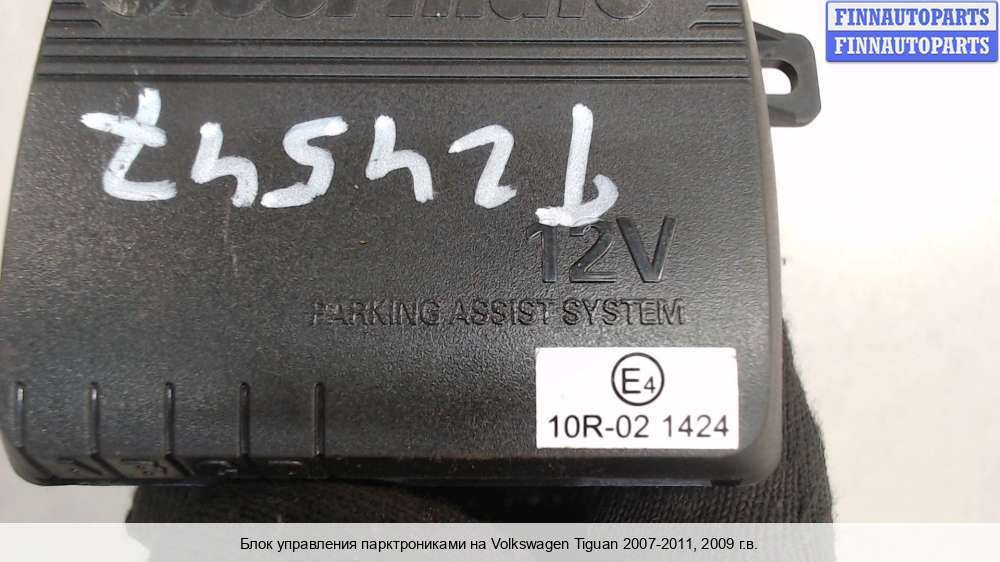 FINNAUTOPARTS
FINNAUTOPARTS
12V
PARKING ASSIST SYSTEM
E4
10R-02 1424
Блок управления парктрониками на Volkswagen Tiguan 2007-2011, 2009 г.в.